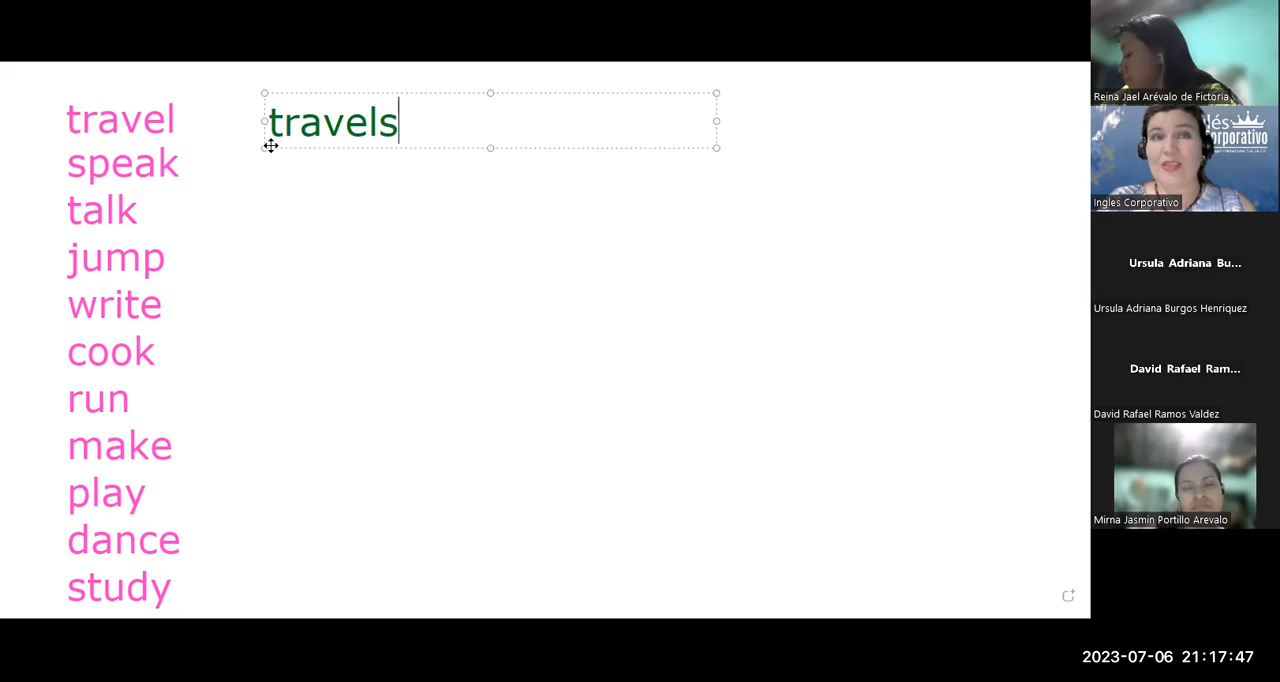 travel
travels
speak
talk
jump
write
cook
run
make
play
dance
study
Reina Jael Arévalo de Fictoria
lés
orporativo
Ingles Corporativo
Ursula Adriana Bu...
Ursula Adriana Burgos Henriquez
David Rafael Ram...
David Rafael Ramos Valdez
Mirna Jasmin Portillo Arevalo
2023-07-06 21:17:47